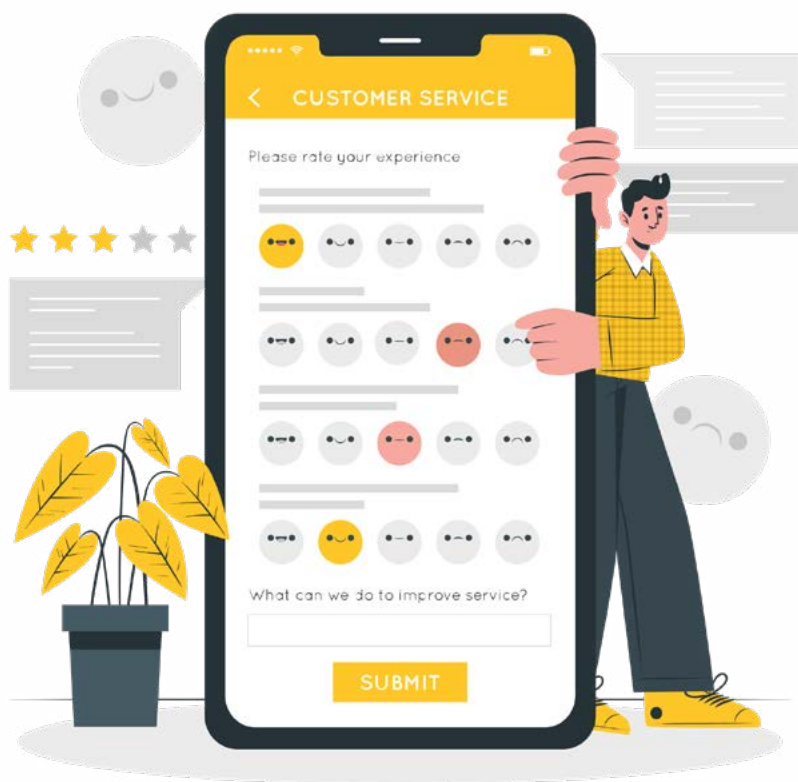 CUSTOMER SERVICE
Please rate your experience
What can we do to improve service?
SUBMIT